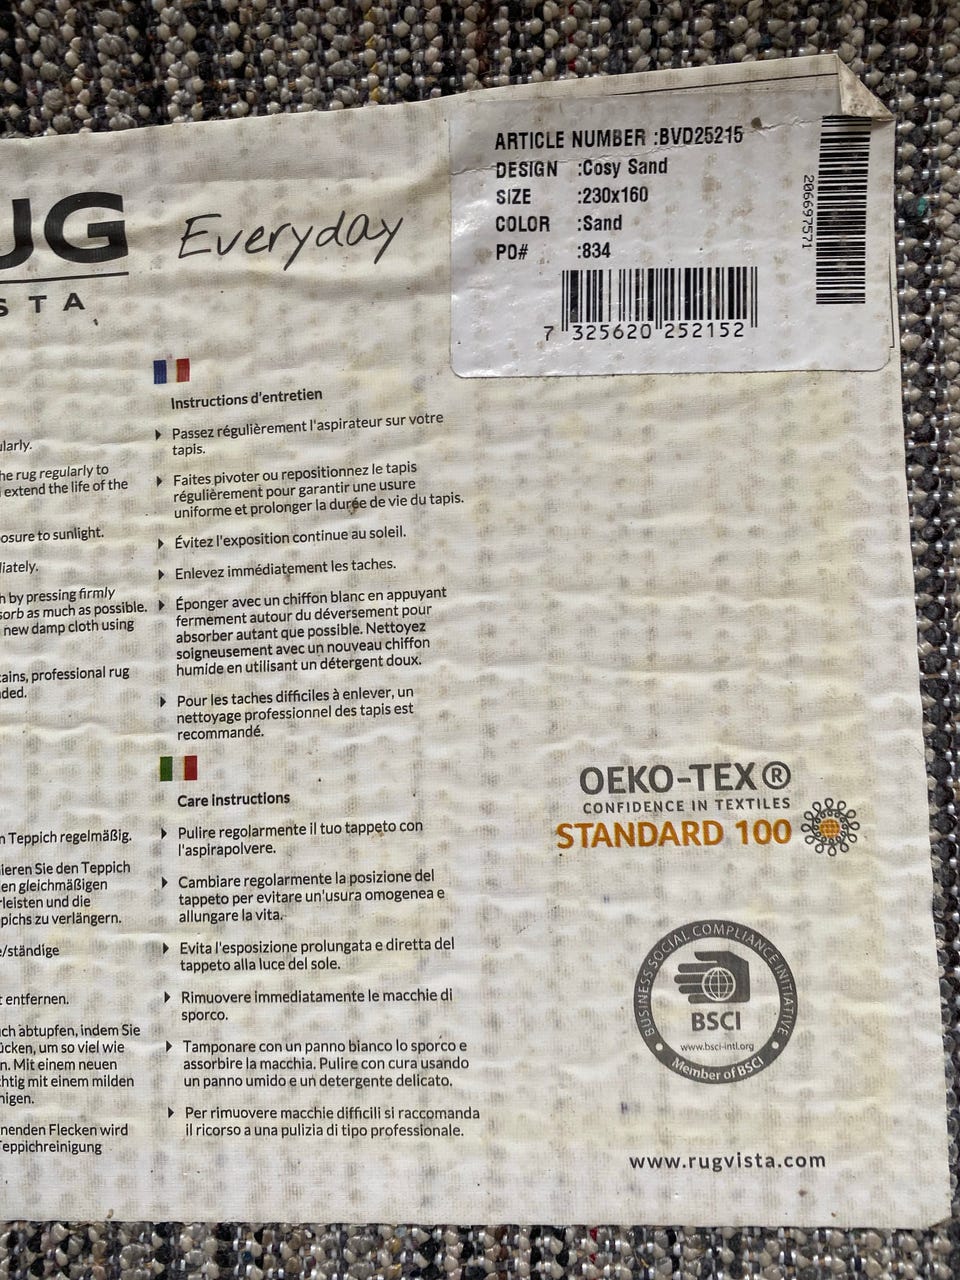 UG
Everyday
STA
ARTICLE NUMBER :BVD25215
DESIGN :Cosy Sand
SIZE :230x160
COLOR :Sand
PO# :834
7 325620 252152
206697571
larly.
he rug regularly to
extend the life of the
osure to sunlight.
liately.
h by pressing firmly
sorb as much as possible.
new damp cloth using
ains, professional rug
ded.
n Teppich regelmäßig.
ieren Sie den Teppich
en gleichmäßigen
rleisten und die
pichs zu verlängern.
e/ständige
t entfernen.
uch abtupfen, indem Sie
ücken, um so viel wie
n. Mit einem neuen
chtig mit einem milden
nigen.
nenden Flecken wird
Teppichreinigung
Instructions d'entretien
Passez régulièrement l'aspirateur sur votre
tapis.
Faites pivoter ou repositionnez le tapis
régulièrement pour garantir une usure
uniforme et prolonger la durée de vie du tapis.
Évitez l'exposition continue au soleil.
Enlevez immédiatement les taches.
Éponger avec un chiffon blanc en appuyant
fermement autour du déversement pour
absorber autant que possible. Nettoyez
soigneusement avec un nouveau chiffon
humide en utilisant un détergent doux.
Pour les taches difficiles à enlever, un
nettoyage professionnel des tapis est
recommandé.
Care Instructions
Pulire regolarmente il tuo tappeto con
l'aspirapolvere.
Cambiare regolarmente la posizione del
tappeto per evitare un'usura omogenea e
allungare la vita.
Evita l'esposizione prolungata e diretta del
tappeto alla luce del sole.
Rimuovere immediatamente le macchie di
sporco.
Tamponare con un panno bianco lo sporco e
assorbire la macchia. Pulire con cura usando
un panno umido e un detergente delicato.
Per rimuovere macchie difficili si raccomanda
il ricorso a una pulizia di tipo professionale.
OEKO-TEX®
CONFIDENCE IN TEXTILES
STANDARD 100
BUSINESS SOCIAL COMPLIANCE INITIATIVE
BSCI
www.bsci-intl.org
Member of BSCI
www.rugvista.com